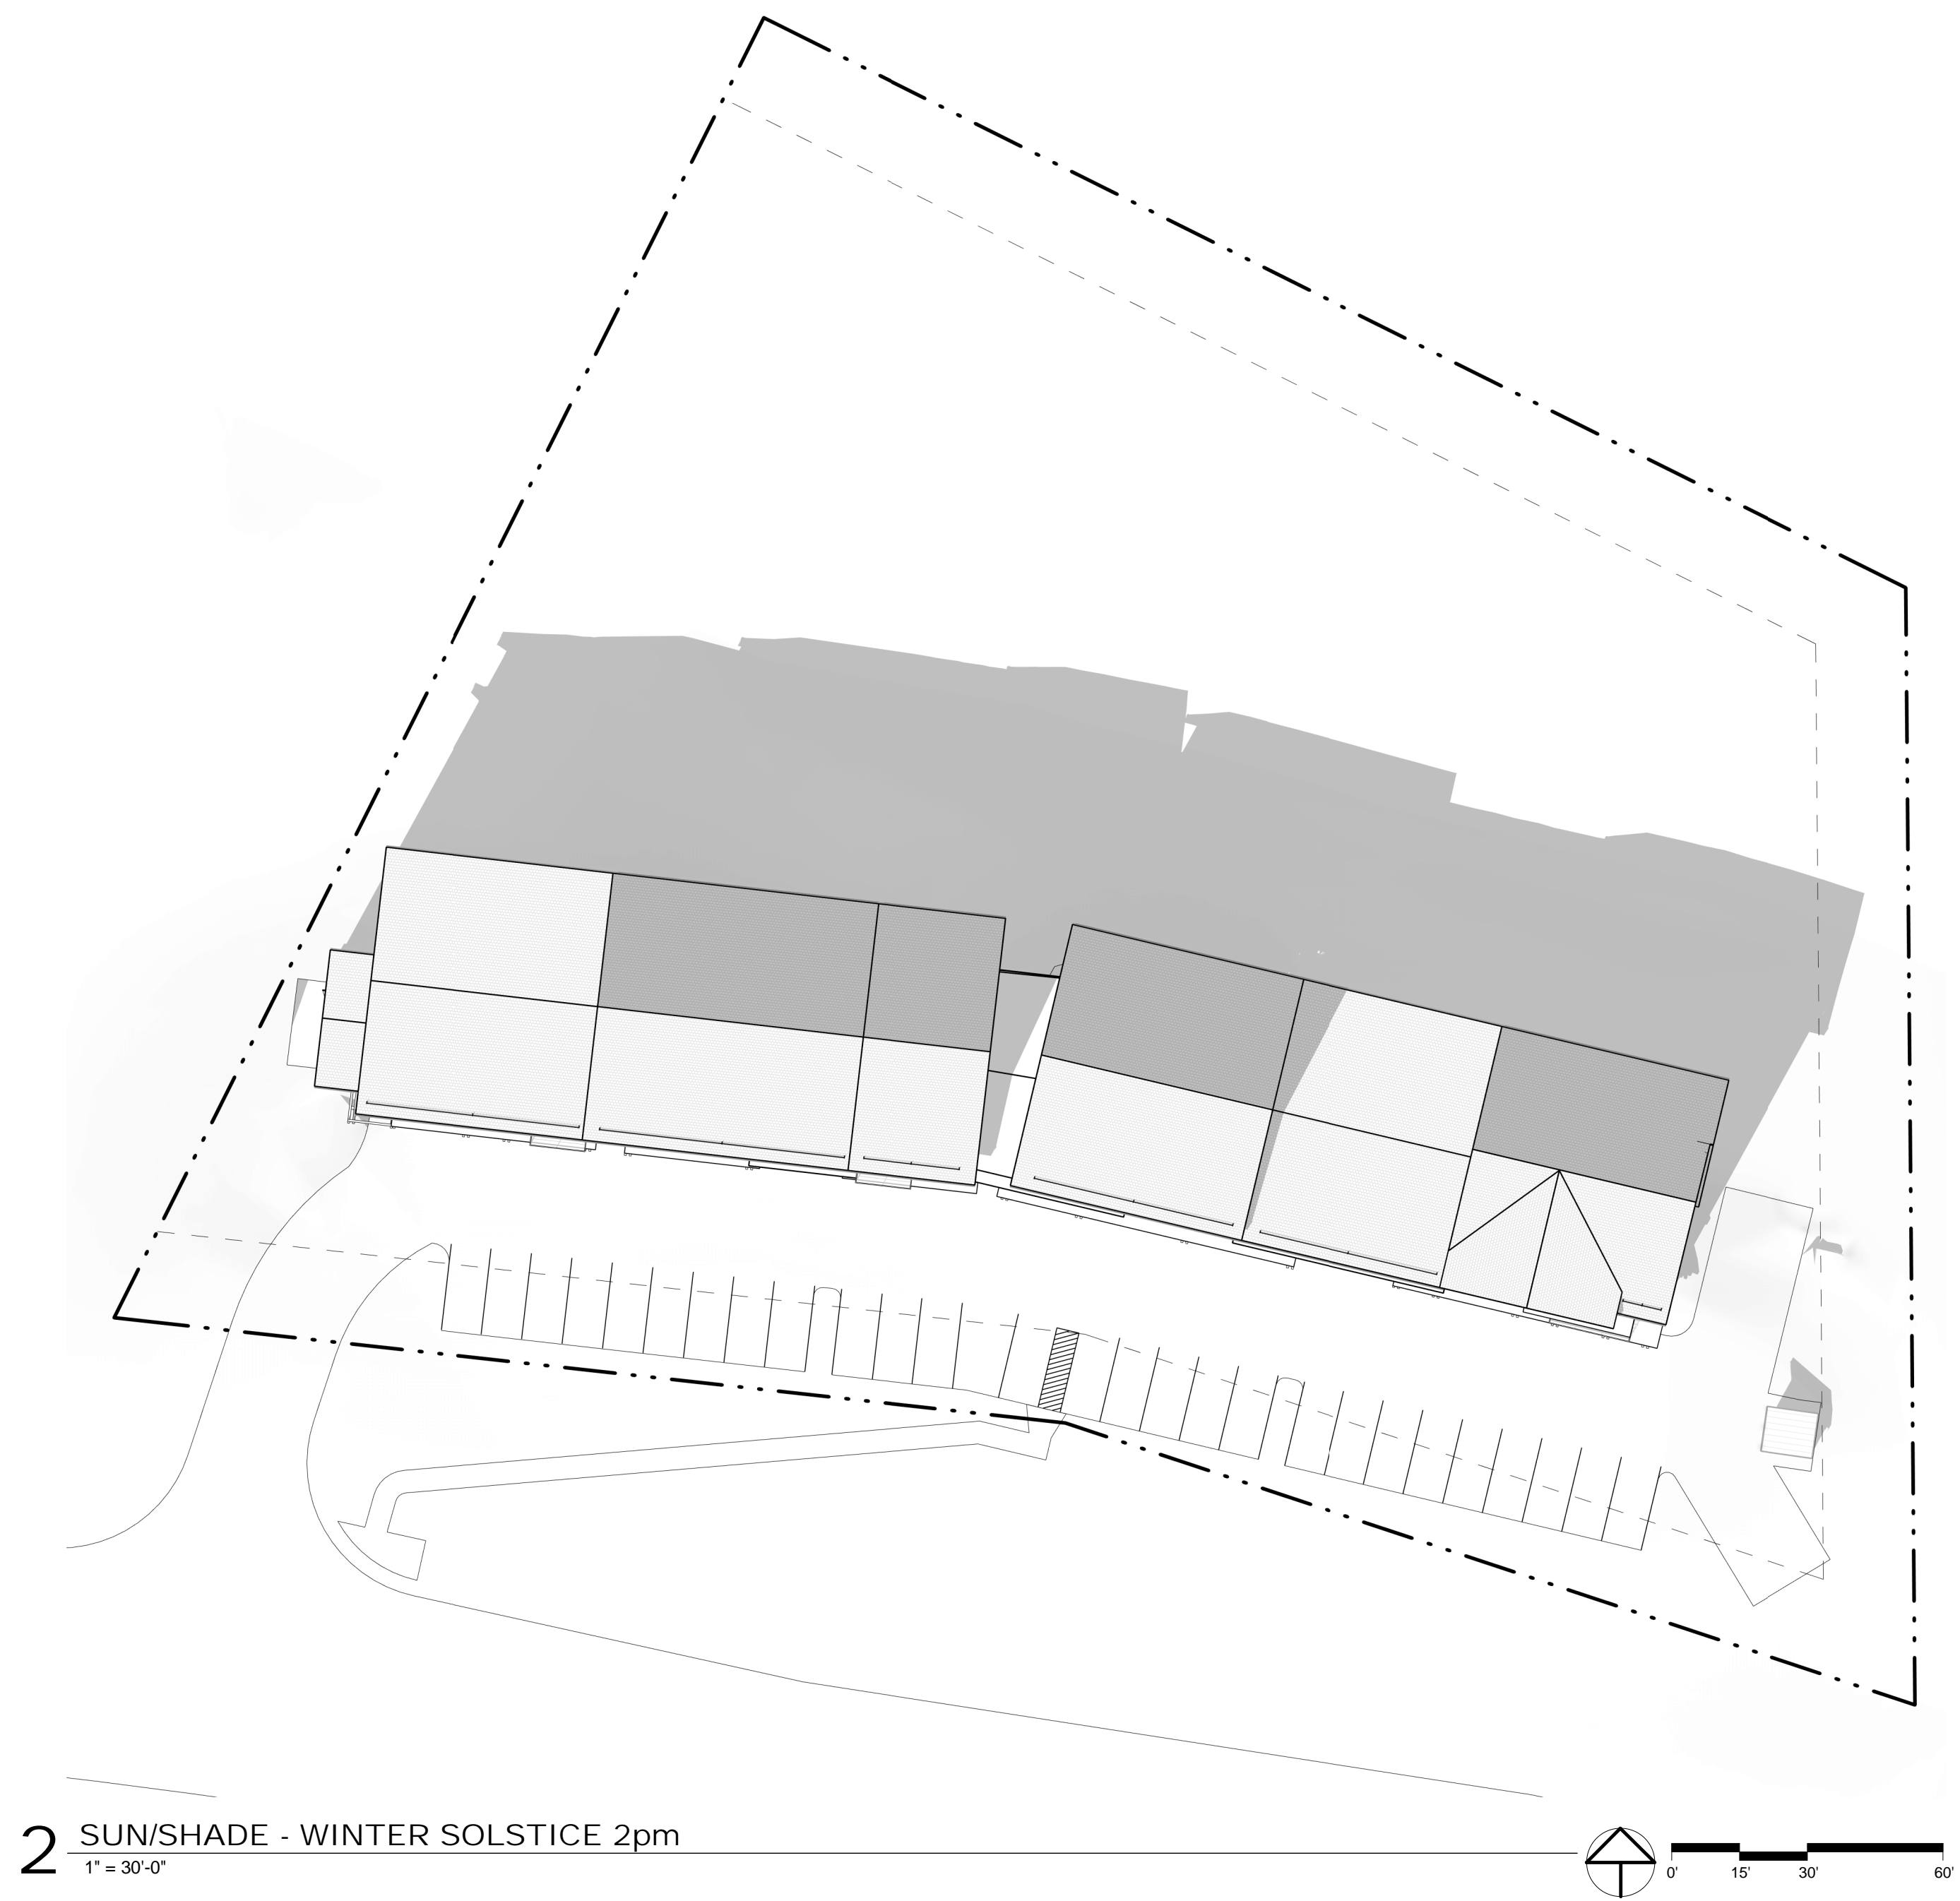 2 SUN/SHADE - WINTER SOLSTICE 2pm
1" = 30'-0"
0' 15' 30' 60'